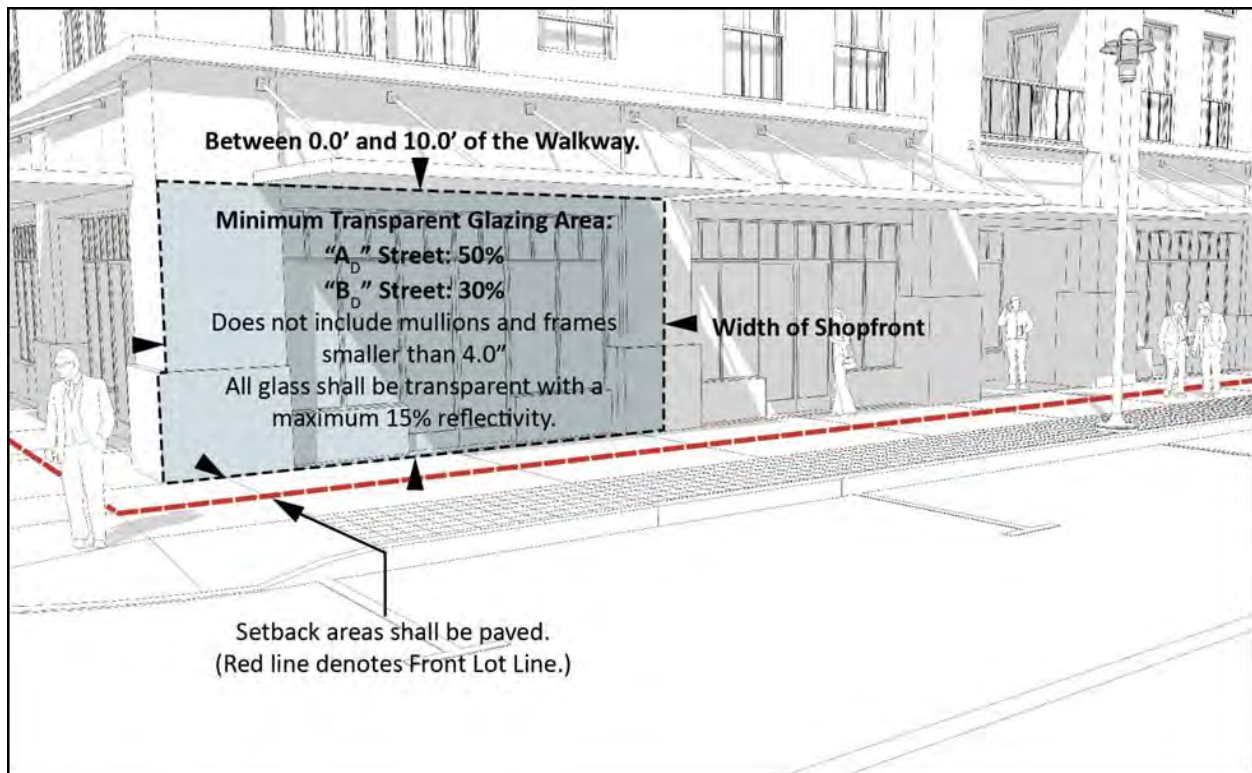 Between 0.0’ and 10.0’ of the Walkway.
Minimum Transparent Glazing Area:
“A_D” Street: 50%
“B_D” Street: 30%
Does not include mullions and frames
smaller than 4.0”
All glass shall be transparent with a
maximum 15% reflectivity.
Width of Shopfront
Setback areas shall be paved.
(Red line denotes Front Lot Line.)